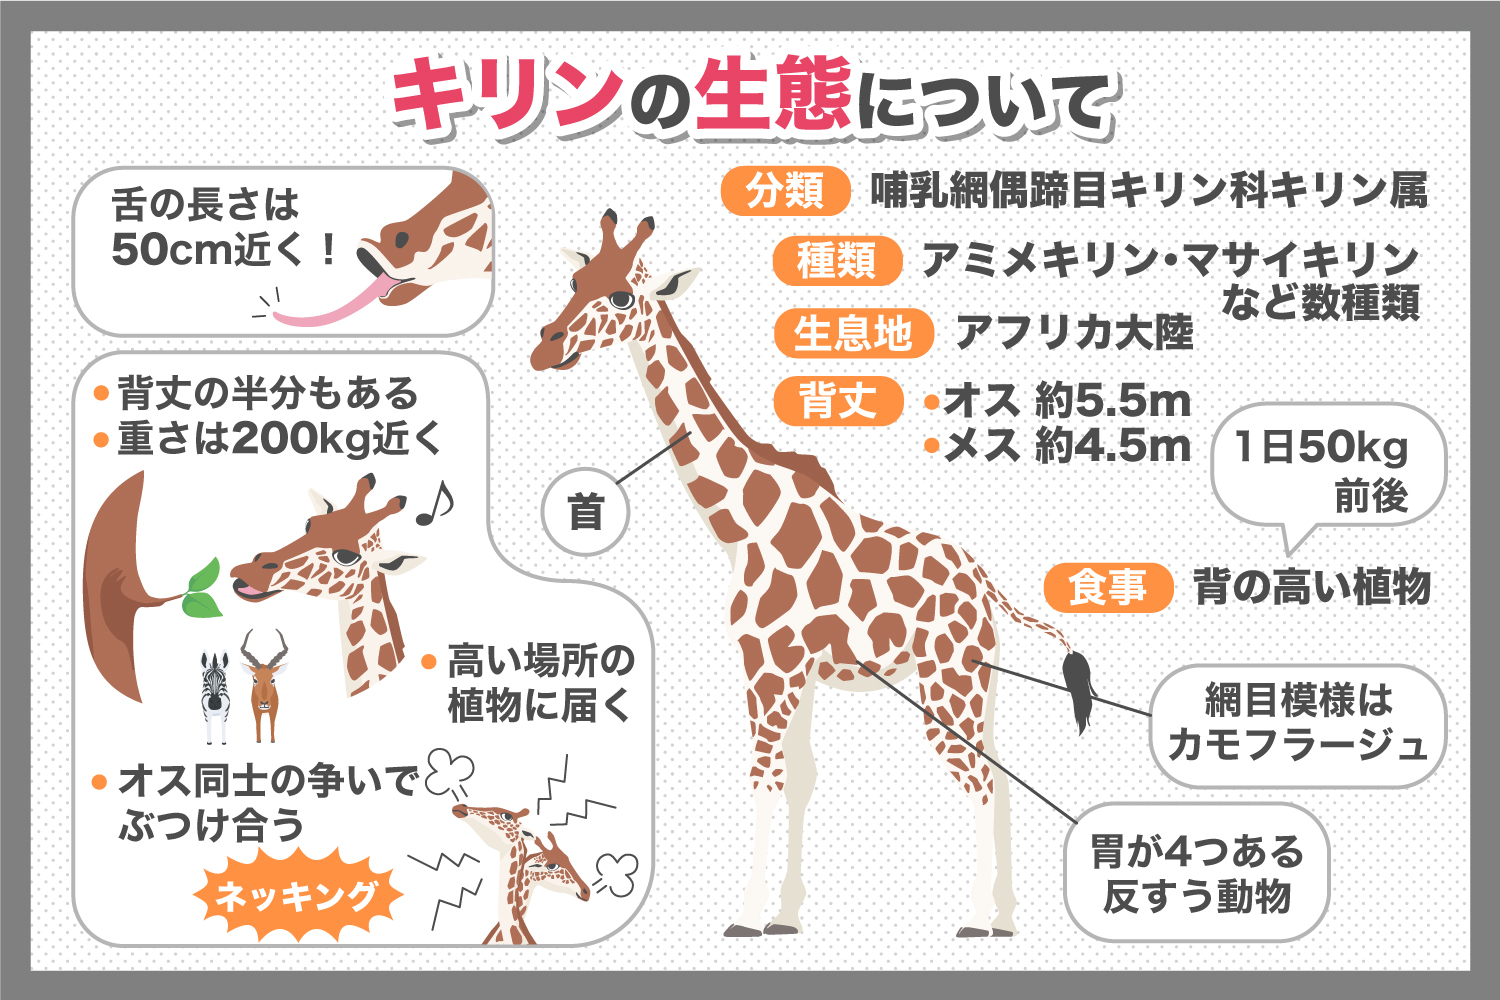 キリンの生態について
舌の長さは
50cm近く!
分類 哺乳網偶蹄目キリン科キリン属
種類 アミメキリン・マサイキリン
など数種類
生息地 アフリカ大陸
背丈 •オス 約5.5m
•メス 約4.5m
1日50kg
前後
食事 背の高い植物
首
•背丈の半分もある
•重さは200kg近く
♪
•高い場所の
植物に届く
•オス同士の争いで
ぶつけ合う
ネッキング
網目模様は
カモフラージュ
胃が4つある
反すう動物